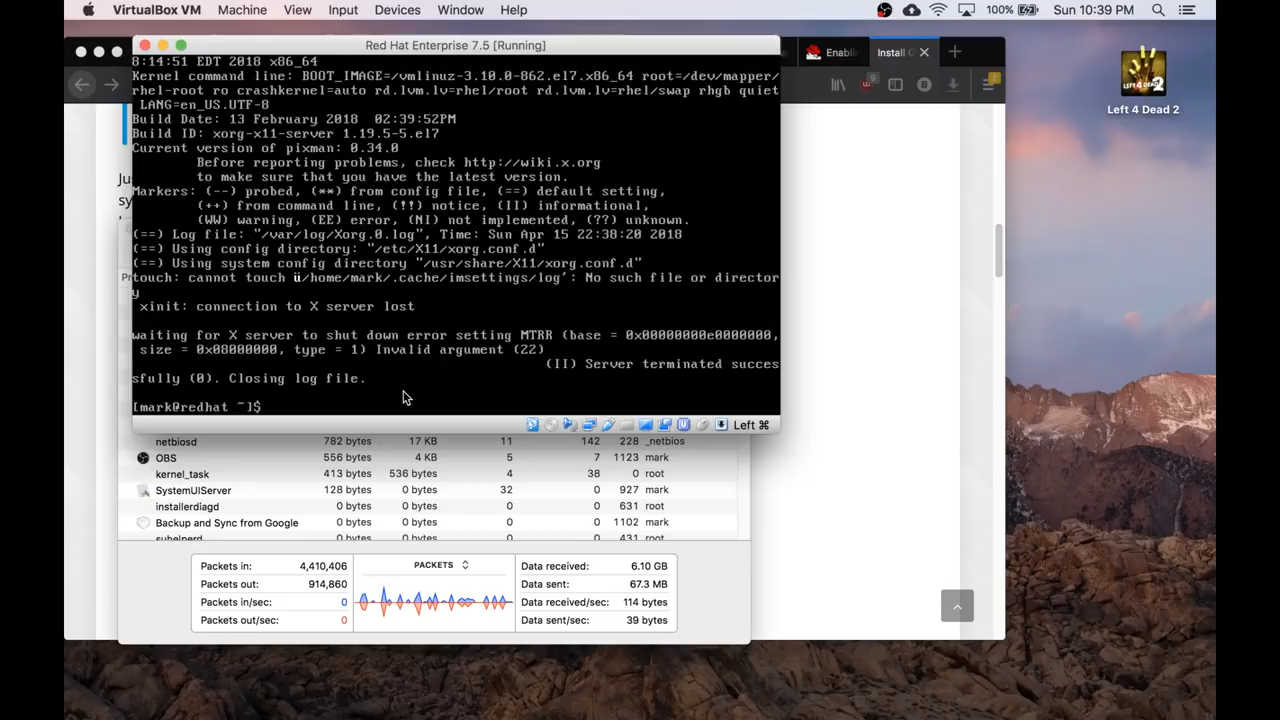 VirtualBox VM Machine View Input Devices Window Help 100% Sun 10:39 PM
Red Hat Enterprise 7.5 [Running]
Enabli
Install
Left 4 Dead 2
8:14:51 EDT 2018 x86_64
Kernel command line: BOOT_IMAGE=/vmlinuz-3.10.0-862.el7.x86_64 root=/dev/mapper/
rhel-root ro crashkernel=auto rd.lvm.lv=rhel/root rd.lvm.lv=rhel/swap rhgb quiet
LANG=en_US.UTF-8
Build Date: 13 February 2018 02:39:52PM
Build ID: xorg-x11-server 1.19.5-5.el7
Current version of pixman: 0.34.0
Before reporting problems, check http://wiki.x.org
to make sure that you have the latest version.
Markers: (--) probed, (**) from config file, (==) default setting,
(++) from command line, (!!) notice, (II) informational,
(WW) warning, (EE) error, (NI) not implemented, (??) unknown.
(==) Log file: "/var/log/Xorg.0.log", Time: Sun Apr 15 22:38:20 2018
(==) Using config directory: "/etc/X11/xorg.conf.d"
(==) Using system config directory "/usr/share/X11/xorg.conf.d"
touch: cannot touch ü/home/mark/.cache/imsettings/log': No such file or director
y
xinit: connection to X server lost
waiting for X server to shut down error setting MTRR (base = 0x00000000e0000000,
size = 0x08000000, type = 1) Invalid argument (22)
(II) Server terminated succes
sfully (0). Closing log file.
[mark@redhat ~]$
Left ⌘
netbiosd 782 bytes 17 KB 11 142 228 _netbios
OBS 556 bytes 4 KB 5 7 1123 mark
kernel_task 413 bytes 536 bytes 4 38 0 root
SystemUIServer 128 bytes 0 bytes 32 0 927 mark
installerdiagd 0 bytes 0 bytes 0 0 631 root
Backup and Sync from Google 0 bytes 0 bytes 0 0 1102 mark
suhelperd 0 bytes 0 bytes 0 0 431 root
Packets in: 4,410,406 PACKETS Data received: 6.10 GB
Packets out: 914,860 Data sent: 67.3 MB
Packets in/sec: 0 Data received/sec: 114 bytes
Packets out/sec: 0 Data sent/sec: 39 bytes